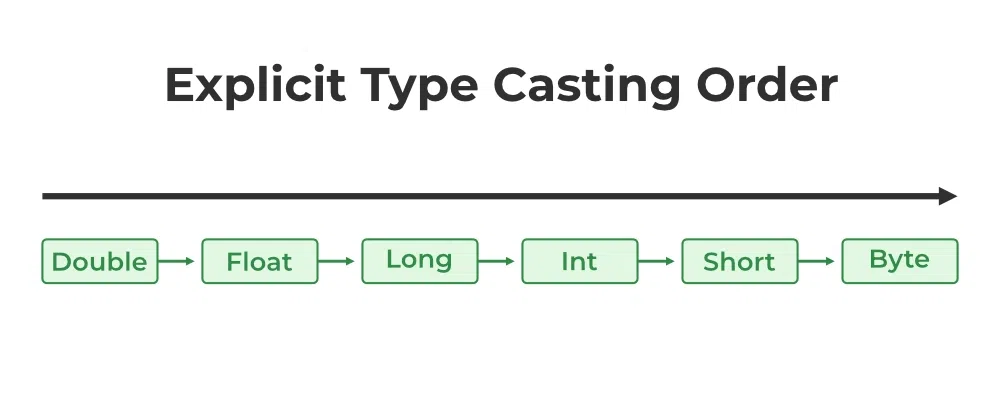 Explicit Type Casting Order
Double Float Long Int Short Byte